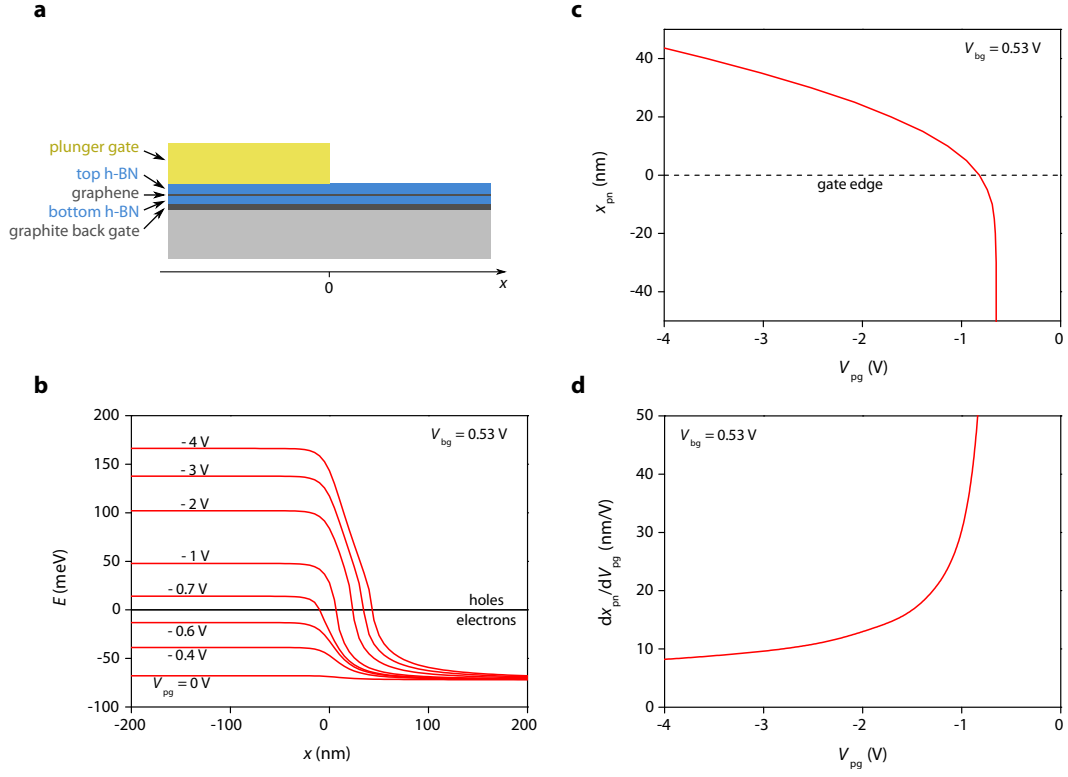 a
plunger gate
top h-BN
graphene
bottom h-BN
graphite back gate
0
x
b
200
150
100
50
0
-50
-100
E (meV)
V_bg = 0.53 V
- 4 V
- 3 V
- 2 V
- 1 V
- 0.7 V
holes
electrons
- 0.6 V
- 0.4 V
V_pg = 0 V
-200
-100
0
100
200
x (nm)
c
40
20
0
-20
-40
x_pn (nm)
V_bg = 0.53 V
gate edge
-4
-3
-2
-1
0
V_pg (V)
d
50
40
30
20
10
0
dx_pn/dV_pg (nm/V)
V_bg = 0.53 V
-4
-3
-2
-1
0
V_pg (V)